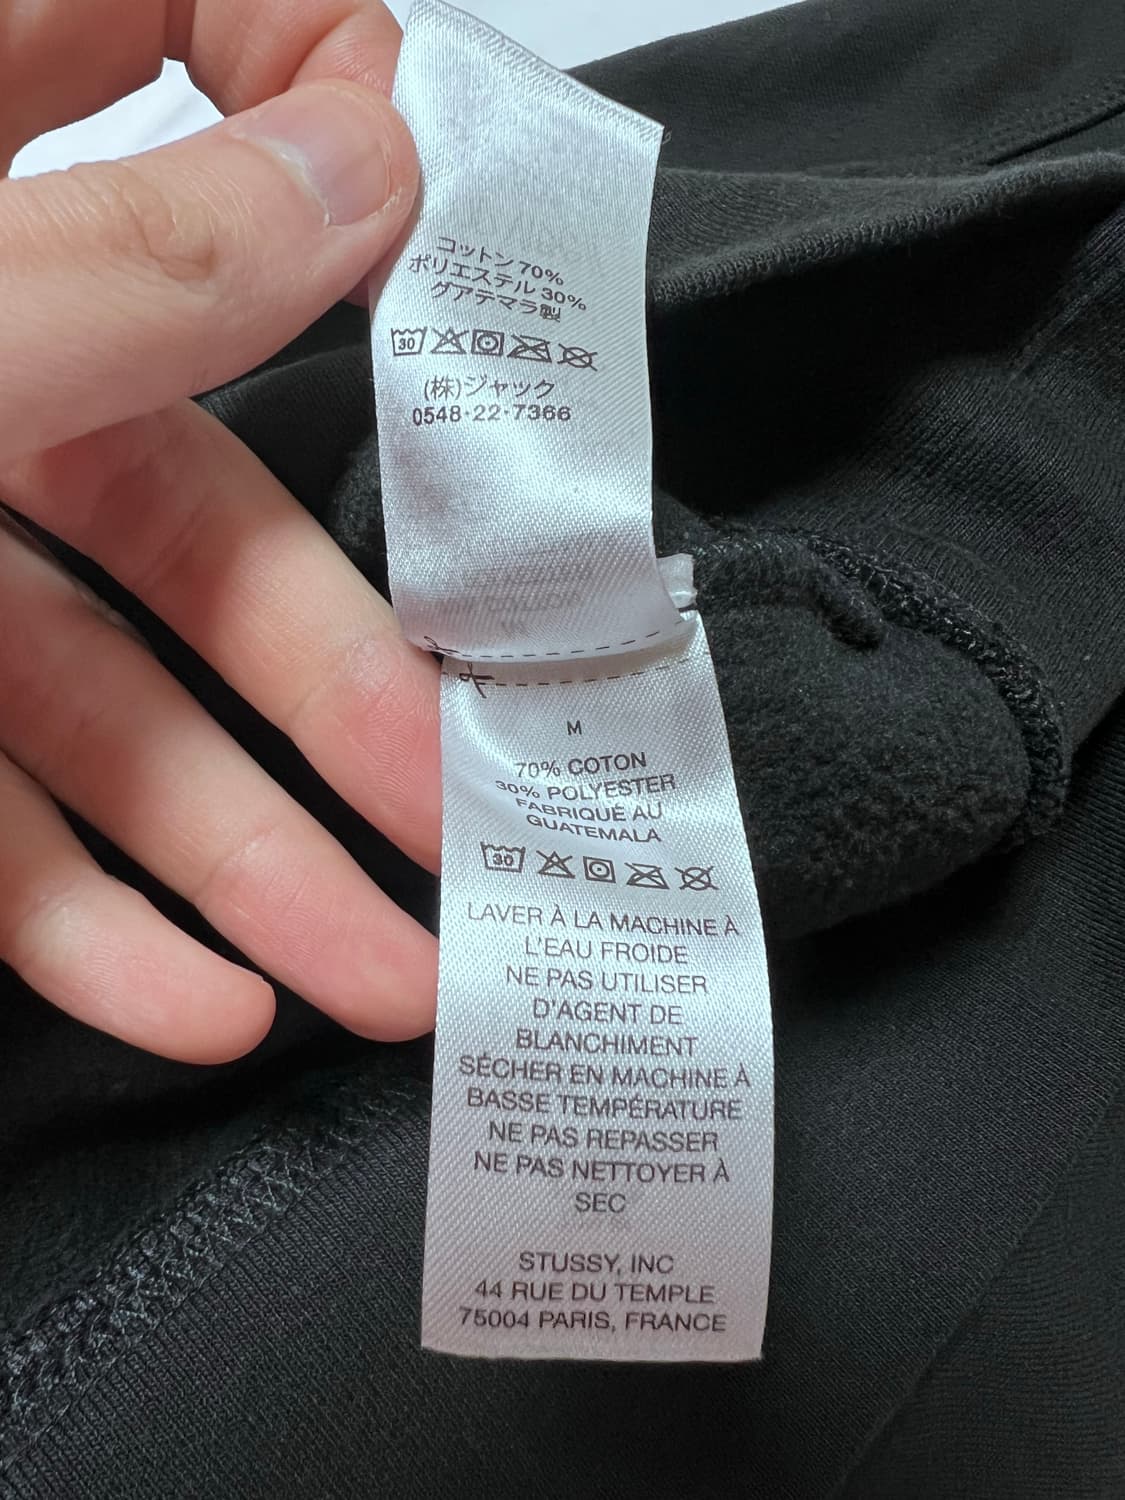 コットン 70%
ポリエステル 30%
グアテマラ製
30
(株)ジャック
0548-22-7366
M
70% COTON
30% POLYESTER
FABRIQUÉ AU
GUATEMALA
30
LAVER À LA MACHINE À
L'EAU FROIDE
NE PAS UTILISER
D'AGENT DE
BLANCHIMENT
SÉCHER EN MACHINE À
BASSE TEMPÉRATURE
NE PAS REPASSER
NE PAS NETTOYER À
SEC
STUSSY, INC
44 RUE DU TEMPLE
75004 PARIS, FRANCE